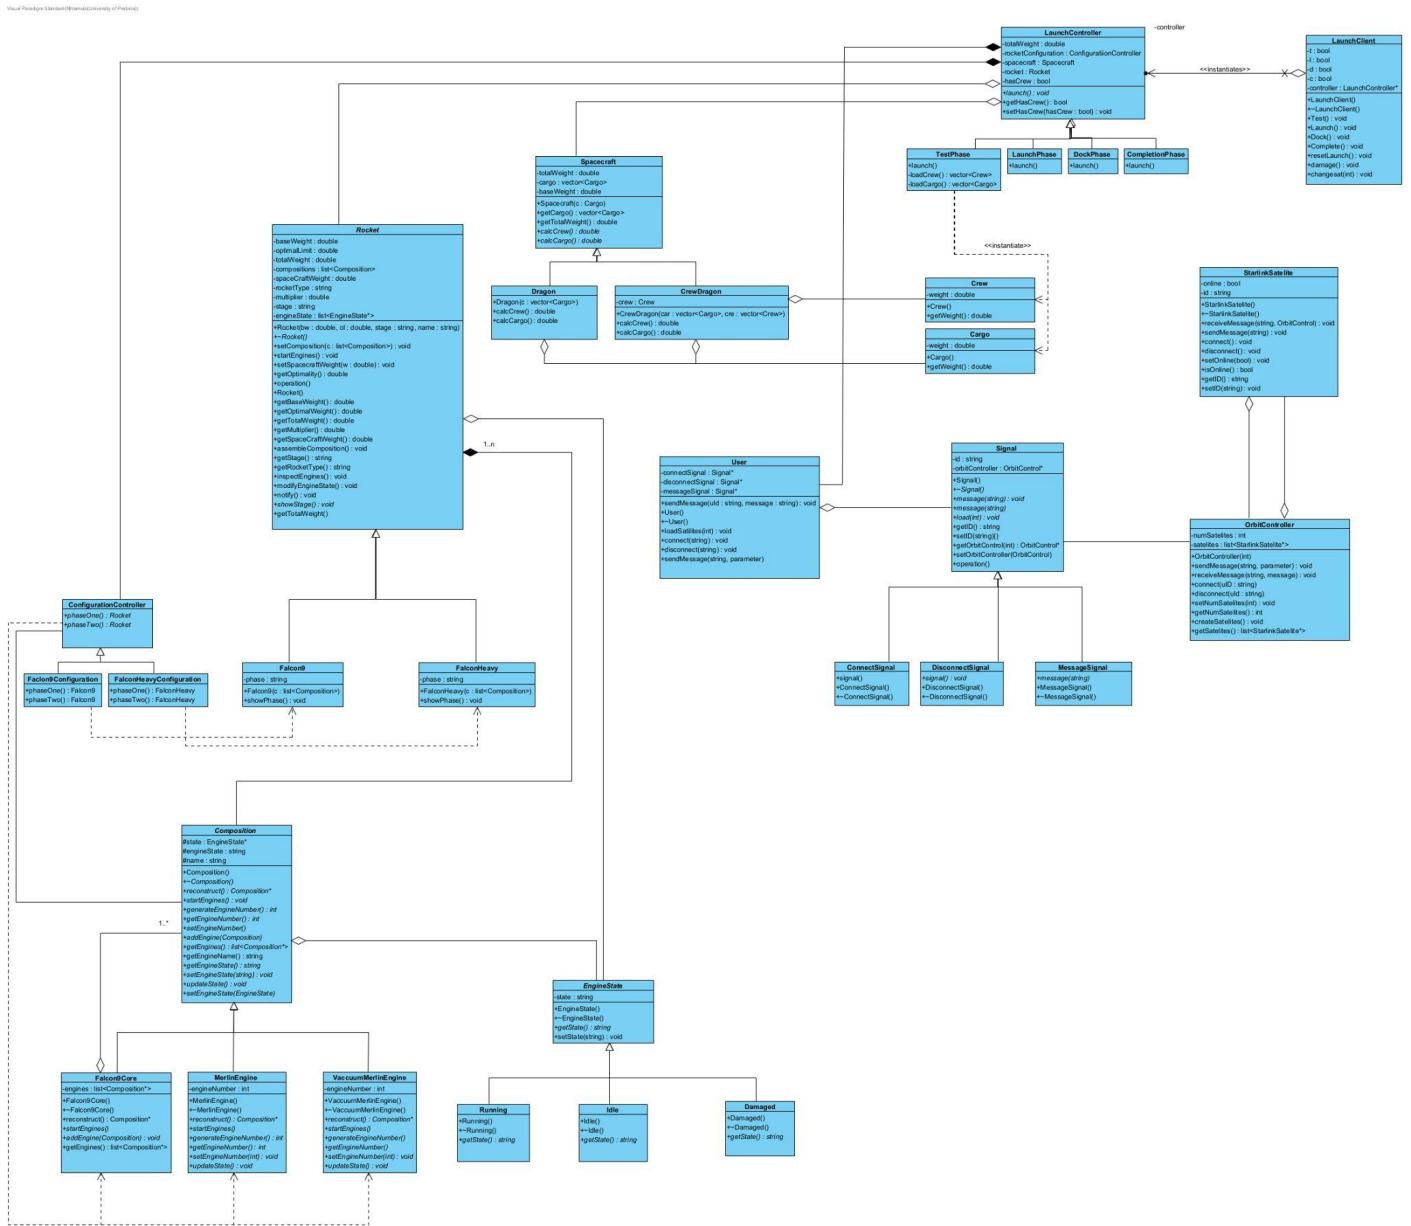 Visual Paradigm Standard(Nthamela(University of Pretoria))
-controller
LaunchController
-totalWeight : double
-rocketConfiguration : ConfigurationController
-spacecraft : Spacecraft
-rocket : Rocket
-hasCrew : bool
+launch() : void
+getHasCrew() : bool
+setHasCrew(hasCrew : bool) : void
<<instantiates>>
LaunchClient
-t : bool
-l : bool
-d : bool
-c : bool
-controller : LaunchController*
+LaunchClient()
+~LaunchClient()
+Test() : void
+Launch() : void
+Dock() : void
+Complete() : void
+resetLaunch() : void
+damage() : void
+changesat(int) : void
TestPhase
+launch()
-loadCrew() : vector<Crew>
-loadCargo() : vector<Cargo>
LaunchPhase
+launch()
DockPhase
+launch()
CompletionPhase
+launch()
<<instantiate>>
Spacecraft
-totalWeight : double
-cargo : vector<Cargo>
-baseWeight : double
+Spacecraft(c : Cargo)
+getCargo() : vector<Cargo>
+getTotalWeight() : double
+calcCrew() : double
+calcCargo() : double
Rocket
-baseWeight : double
-optimalLimit : double
-totalWeight : double
-compositions : list<Composition>
-spaceCraftWeight : double
-rocketType : string
-multiplier : double
-stage : string
-engineState : list<EngineState*>
+Rocket(bw : double, ol : double, stage : string, name : string)
+~Rocket()
+setComposition(c : list<Composition>) : void
+startEngines() : void
+setSpacecraftWeight(w : double) : void
+getOptimality() : double
+operation()
+Rocket()
+getBaseWeight() : double
+getOptimalWeight() : double
+getTotalWeight() : double
+getMultiplier() : double
+getSpaceCraftWeight() : double
+assembleComposition() : void
+getStage() : string
+getRocketType() : string
+inspectEngines() : void
+modifyEngineState() : void
+notify() : void
+showStage() : void
+getTotalWeight()
Dragon
+Dragon(c : vector<Cargo>)
+calcCrew() : double
+calcCargo() : double
CrewDragon
-crew : Crew
+CrewDragon(car : vector<Cargo>, cre : vector<Crew>)
+calcCrew() : double
+calcCargo() : double
Crew
-weight : double
+Crew()
+getWeight() : double
Cargo
-weight : double
+Cargo()
+getWeight() : double
StarlinkSatelite
-online : bool
-id : string
+StarlinkSatelite()
+~StarlinkSatelite()
+receiveMessage(string, OrbitControl) : void
+sendMessage(string) : void
+connect() : void
+disconnect() : void
+setOnline(bool) : void
+isOnline() : bool
+getID() : string
+setID(string) : void
1..n
User
-connectSignal : Signal*
-disconnectSignal : Signal*
-messageSignal : Signal*
+sendMessage(uId : string, message : string) : void
+User()
+~User()
+loadSatilites(int) : void
+connect(string) : void
+disconnect(string) : void
+sendMessage(string, parameter)
Signal
-id : string
-orbitController : OrbitControl*
+Signal()
+~Signal()
+message(string) : void
+message(string)
+load(int) : void
+getID() : string
+setID(string)()
+getOrbitControl(int) : OrbitControl*
+setOrbitController(OrbitControl)
+operation()
OrbitController
-numSatelites : int
-satelites : list<StarlinkSatelite*>
+OrbitController(int)
+sendMessage(string, parameter) : void
+receiveMessage(string, message) : void
+connect(uID : string)
+disconnect(uId : string)
+setNumSatelites(int) : void
+getNumSatelites() : int
+createSatelites() : void
+getSatelites() : list<StarlinkSatelite*>
ConfigurationController
+phaseOne() : Rocket
+phaseTwo() : Rocket
Faclon9Configuration
+phaseOne() : Falcon9
+phaseTwo() : Falcon9
FalconHeavyConfiguration
+phaseOne() : FalconHeavy
+phaseTwo() : FalconHeavy
Falcon9
-phase : string
+Falcon9(c : list<Composition>)
+showPhase() : void
FalconHeavy
-phase : string
+FalconHeavy(c : list<Composition>)
+showPhase() : void
ConnectSignal
+signal()
+ConnectSignal()
+~ConnectSignal()
DisconnectSignal
+signal() : void
+DisconnectSignal()
+~DisconnectSignal()
MessageSignal
+message(string)
+MessageSignal()
+~MessageSignal()
Composition
#state : EngineState*
#engineState : string
#name : string
+Composition()
+~Composition()
+reconstruct() : Composition*
+startEngines() : void
+generateEngineNumber() : int
+getEngineNumber() : int
+setEngineNumber()
+addEngine(Composition)
+getEngines() : list<Composition*>
+getEngineName() : string
+getEngineState() : string
+setEngineState(string) : void
+updateState() : void
+setEngineState(EngineState)
1..*
EngineState
-state : string
+EngineState()
+~EngineState()
+getState() : string
+setState(string) : void
Falcon9Core
-engines : list<Composition*>
+Falcon9Core()
+~Falcon9Core()
+reconstruct() : Composition*
+startEngines()
+addEngine(Composition) : void
+getEngines() : list<Composition*>
MerlinEngine
-engineNumber : int
+MerlinEngine()
+~MerlinEngine()
+reconstruct() : Composition*
+startEngines()
+generateEngineNumber() : int
+getEngineNumber() : int
+setEngineNumber(int) : void
+updateState() : void
VaccuumMerlinEngine
-engineNumber : int
+VaccuumMerlinEngine()
+~VaccuumMerlinEngine()
+reconstruct() : Composition*
+startEngines()
+generateEngineNumber()
+getEngineNumber()
+setEngineNumber(int) : void
+updateState() : void
Running
+Running()
+~Running()
+getState() : string
Idle
+Idle()
+~Idle()
+getState() : string
Damaged
+Damaged()
+~Damaged()
+getState() : string